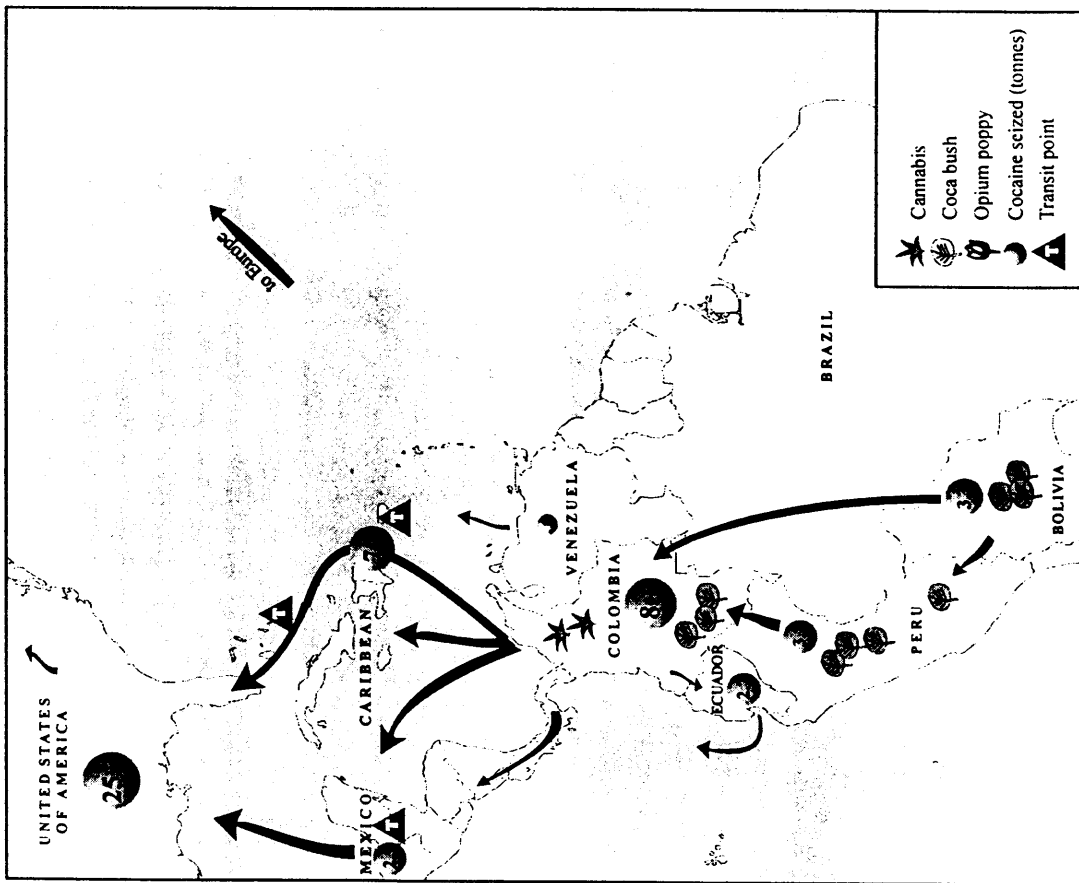 UNITED STATES
OF AMERICA
25
to Europe
T
MEXICO
T
CARIBBEAN
T
VENEZUELA
COLOMBIA
ECUADOR
2
3
3
PERU
BOLIVIA
BRAZIL
Cannabis
Coca bush
Opium poppy
Cocaine seized (tonnes)
T Transit point